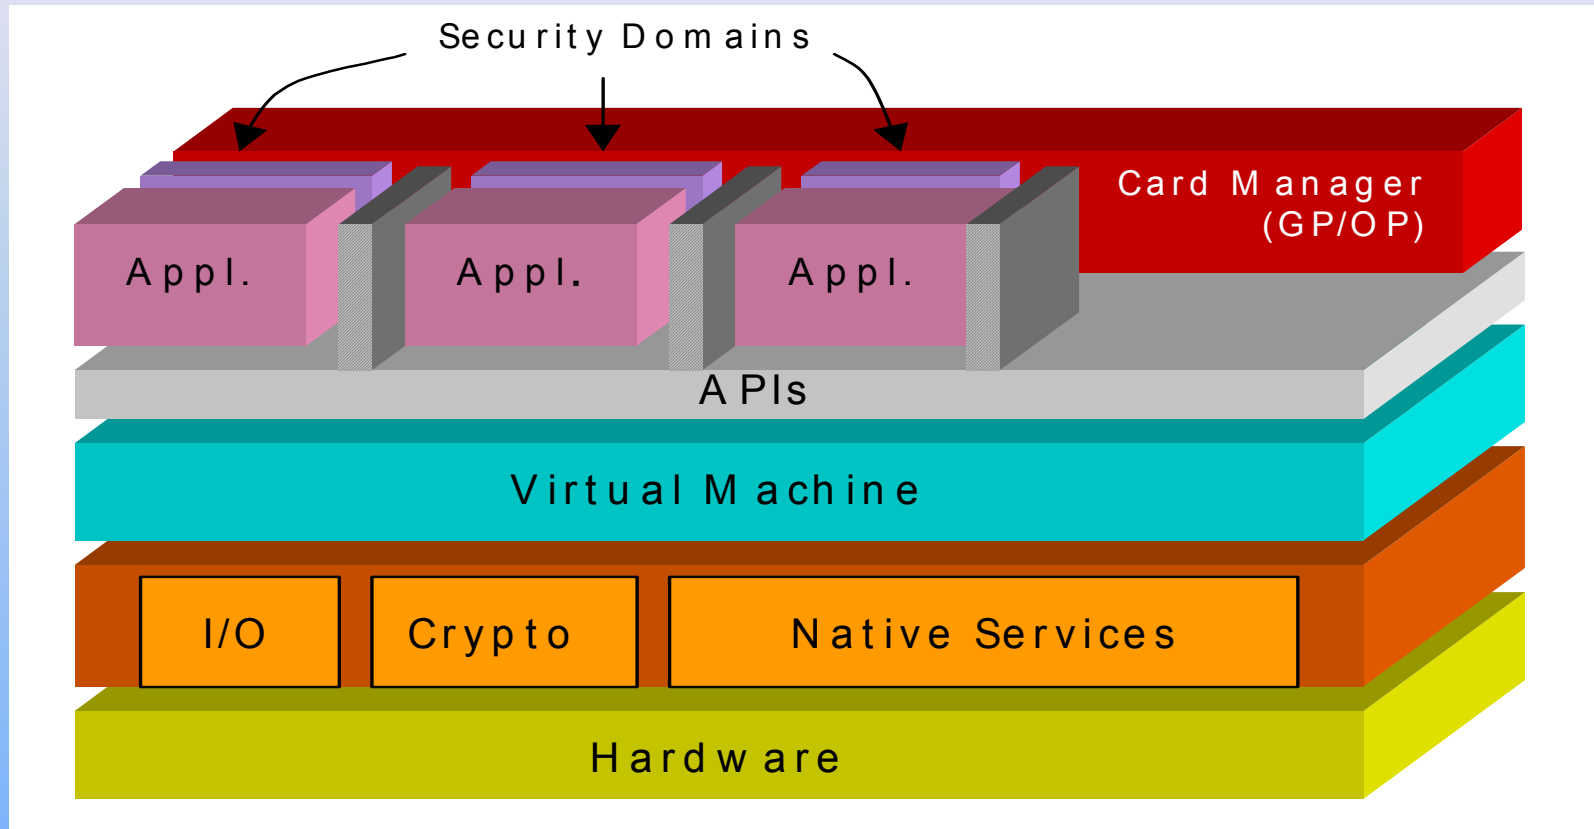 Security Domains
Card Manager
(GP/OP)
Appl.
Appl.
Appl.
APIs
Virtual Machine
I/O
Crypto
Native Services
Hardware